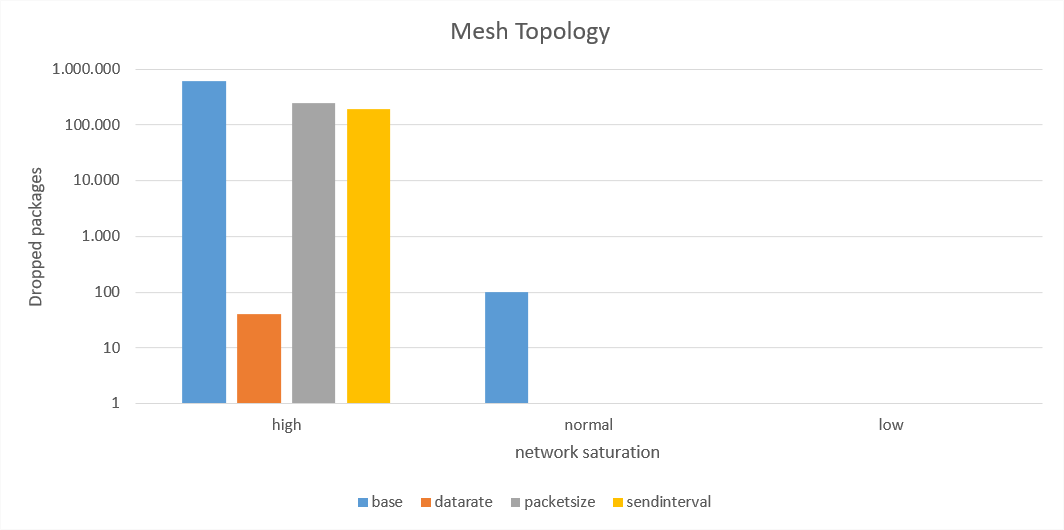 Mesh Topology
Dropped packages
1.000.000
100.000
10.000
1.000
100
10
1
high normal low
network saturation
base datarate packetsize sendinterval